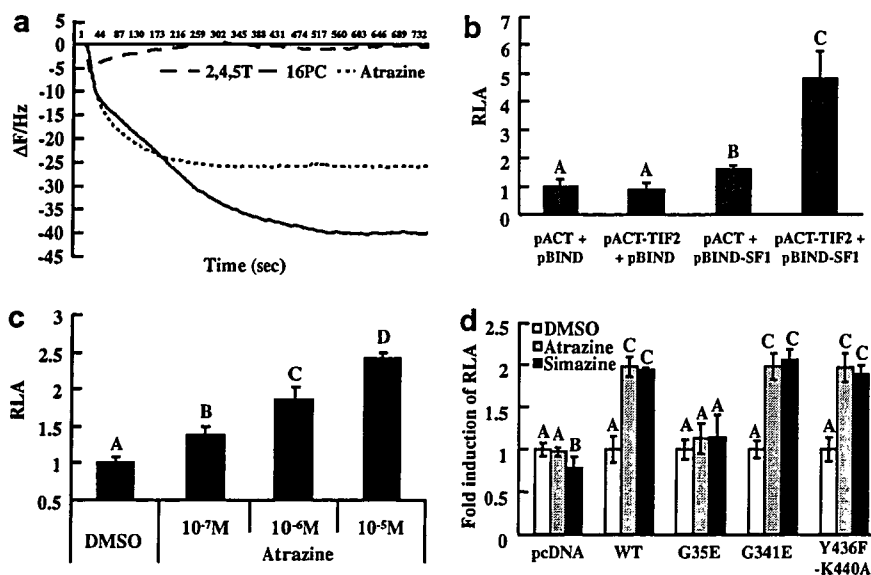 a
5
1 44 87 130 173 216 259 302 345 388 431 474 517 560 603 646 689 732
0
-5
-10
-15
-20
-25
-30
-35
-40
-45
ΔF/Hz
2,4,5T 16PC Atrazine
Time (sec)
b
8
7
6
5
4
2
1
0
RLA
A
A
B
C
pACT + pBIND
pACT-TIF2 + pBIND
pACT + pBIND-SF1
pACT-TIF2 + pBIND-SF1
c
3
2.5
2
1.5
1
0.5
RLA
A
B
C
D
DMSO
10-7M
10-6M
10-5M
Atrazine
d
2.5
2
1.5
1
0.5
0
Fold induction of RLA
DMSO
Atrazine
Simazine
A A B
A C C
A A A
A C C
A C C
pcDNA
WT
G35E
G341E
Y436F
-K440A